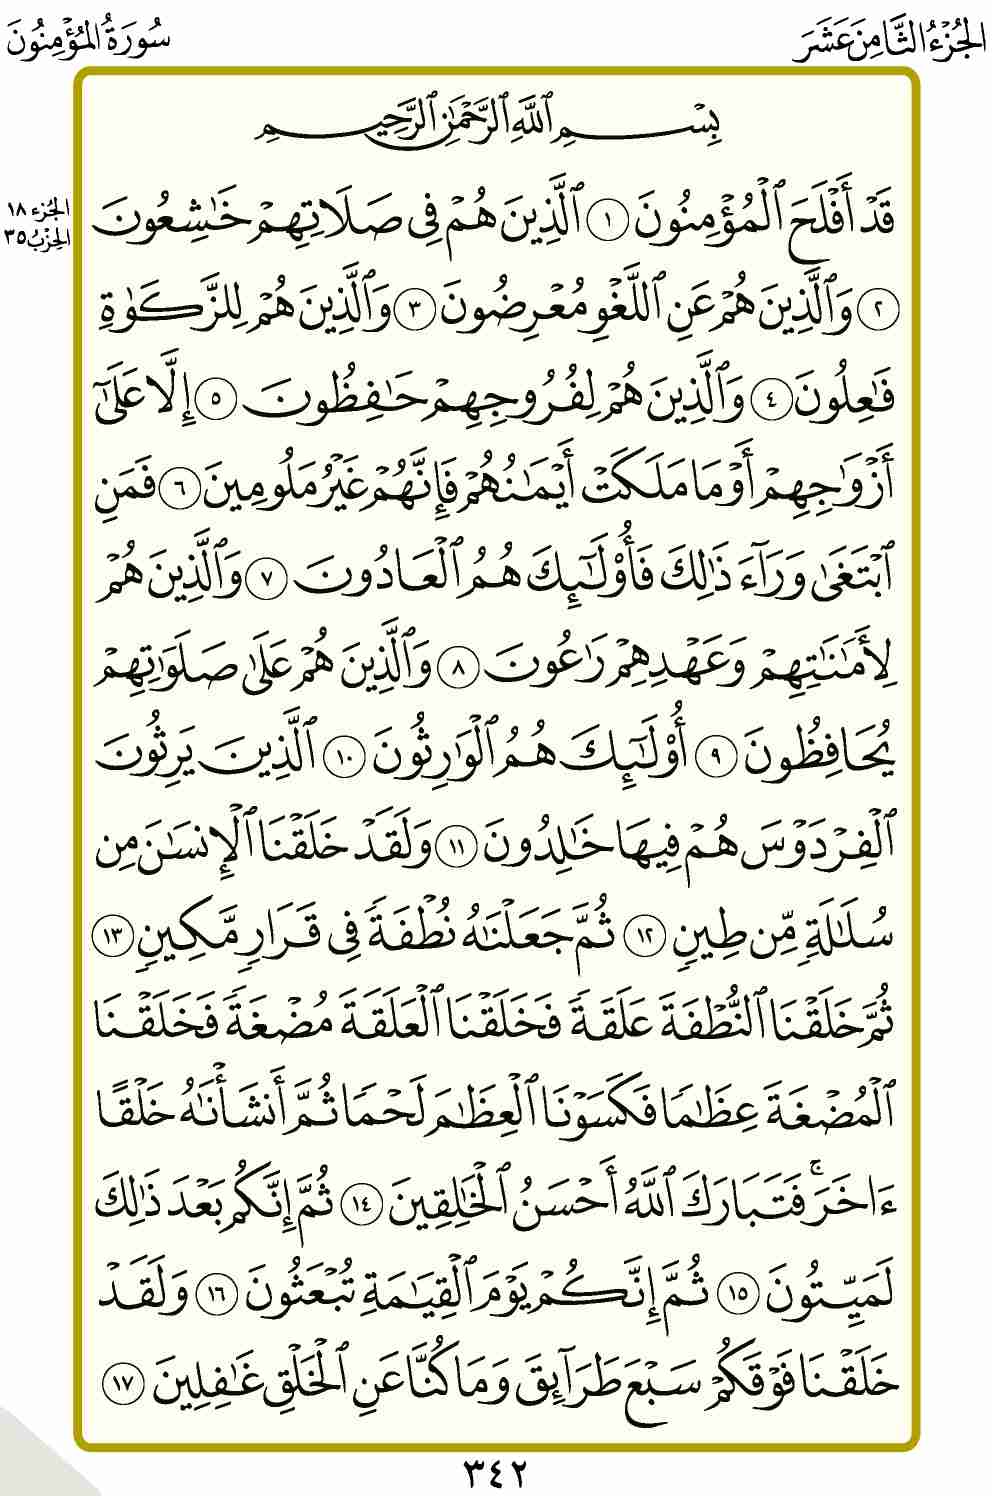 الجُزْءُ الثَّامِنَ عَشَرَ
سُورَةُ المُؤْمِنُونَ
بِسْمِ ٱللَّهِ ٱلرَّحْمَٰنِ ٱلرَّحِيمِ
الجُزْء ١٨
الحِزْبُ ٣٥
قَدْ أَفْلَحَ ٱلْمُؤْمِنُونَ ١ ٱلَّذِينَ هُمْ فِى صَلَاتِهِمْ خَٰشِعُونَ
٢ وَٱلَّذِينَ هُمْ عَنِ ٱللَّغْوِ مُعْرِضُونَ ٣ وَٱلَّذِينَ هُمْ لِلزَّكَوٰةِ
فَٰعِلُونَ ٤ وَٱلَّذِينَ هُمْ لِفُرُوجِهِمْ حَٰفِظُونَ ٥ إِلَّا عَلَىٰٓ
أَزْوَٰجِهِمْ أَوْ مَا مَلَكَتْ أَيْمَٰنُهُمْ فَإِنَّهُمْ غَيْرُ مَلُومِينَ ٦ فَمَنِ
ٱبْتَغَىٰ وَرَآءَ ذَٰلِكَ فَأُو۟لَٰٓئِكَ هُمُ ٱلْعَادُونَ ٧ وَٱلَّذِينَ هُمْ
لِأَمَٰنَٰتِهِمْ وَعَهْدِهِمْ رَٰعُونَ ٨ وَٱلَّذِينَ هُمْ عَلَىٰ صَلَوَٰتِهِمْ
يُحَافِظُونَ ٩ أُو۟لَٰٓئِكَ هُمُ ٱلْوَٰرِثُونَ ١٠ ٱلَّذِينَ يَرِثُونَ
ٱلْفِرْدَوْسَ هُمْ فِيهَا خَٰلِدُونَ ١١ وَلَقَدْ خَلَقْنَا ٱلْإِنسَٰنَ مِن
سُلَٰلَةٍ مِّن طِينٍ ١٢ ثُمَّ جَعَلْنَٰهُ نُطْفَةً فِى قَرَارٍ مَّكِينٍ ١٣
ثُمَّ خَلَقْنَا ٱلنُّطْفَةَ عَلَقَةً فَخَلَقْنَا ٱلْعَلَقَةَ مُضْغَةً فَخَلَقْنَا
ٱلْمُضْغَةَ عِظَٰمًا فَكَسَوْنَا ٱلْعِظَٰمَ لَحْمًا ثُمَّ أَنشَأْنَٰهُ خَلْقًا
ءَاخَرَ ۚ فَتَبَارَكَ ٱللَّهُ أَحْسَنُ ٱلْخَٰلِقِينَ ١٤ ثُمَّ إِنَّكُم بَعْدَ ذَٰلِكَ
لَمَيِّتُونَ ١٥ ثُمَّ إِنَّكُمْ يَوْمَ ٱلْقِيَٰمَةِ تُبْعَثُونَ ١٦ وَلَقَدْ
خَلَقْنَا فَوْقَكُمْ سَبْعَ طَرَآئِقَ وَمَا كُنَّا عَنِ ٱلْخَلْقِ غَٰفِلِينَ ١٧
٣٤٢